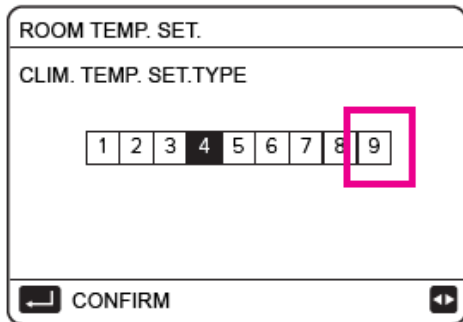 ROOM TEMP. SET.
CLIM. TEMP. SET.TYPE
1 2 3 4 5 6 7 8 9
CONFIRM